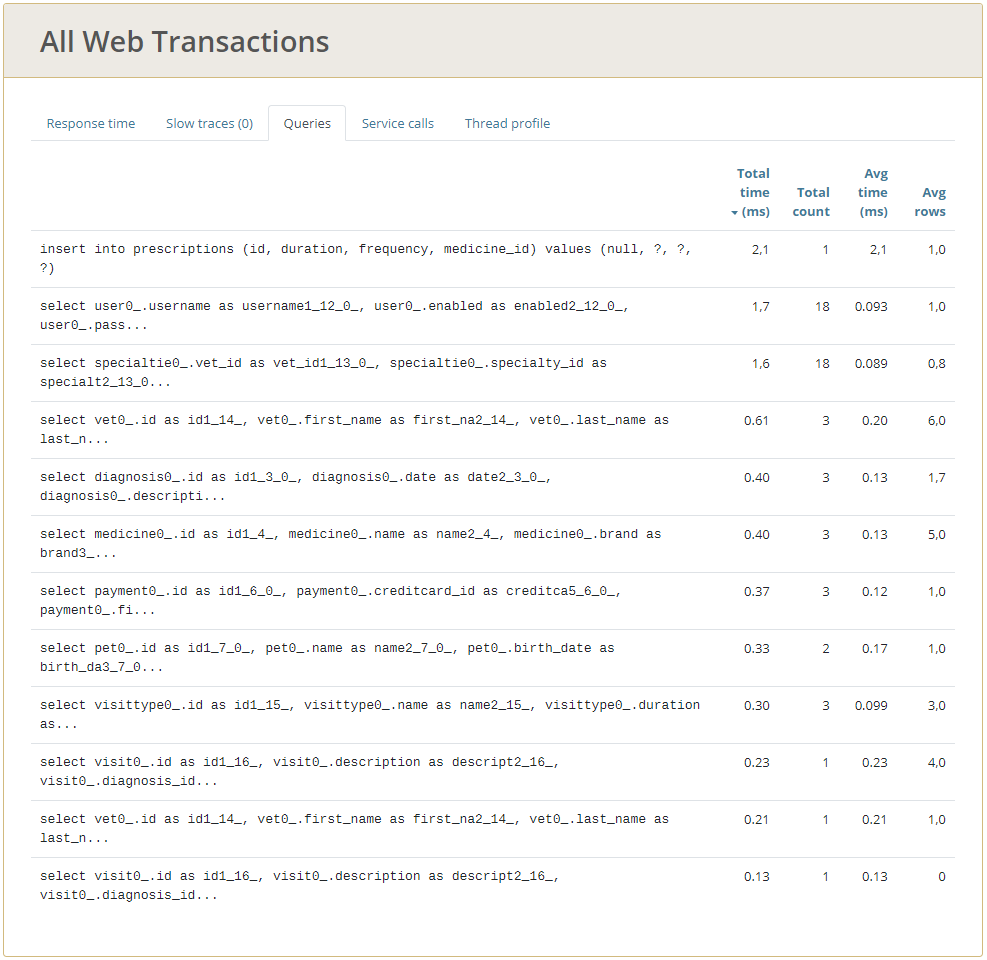 All Web Transactions
Response time Slow traces (0) Queries Service calls Thread profile
Total time (ms) Total count Avg time (ms) Avg rows
insert into prescriptions (id, duration, frequency, medicine_id) values (null, ?, ?, 2,1 1 2,1 1,0
?)
select user0_.username as username1_12_0_, user0_.enabled as enabled2_12_0_, 1,7 18 0.093 1,0
user0_.pass...
select specialtie0_.vet_id as vet_id1_13_0_, specialtie0_.specialty_id as 1,6 18 0.089 0,8
specialt2_13_0...
select vet0_.id as id1_14_, vet0_.first_name as first_na2_14_, vet0_.last_name as 0.61 3 0.20 6,0
last_n...
select diagnosis0_.id as id1_3_0_, diagnosis0_.date as date2_3_0_, 0.40 3 0.13 1,7
diagnosis0_.descripti...
select medicine0_.id as id1_4_, medicine0_.name as name2_4_, medicine0_.brand as 0.40 3 0.13 5,0
brand3_...
select payment0_.id as id1_6_0_, payment0_.creditcard_id as creditca5_6_0_, 0.37 3 0.12 1,0
payment0_.fi...
select pet0_.id as id1_7_0_, pet0_.name as name2_7_0_, pet0_.birth_date as 0.33 2 0.17 1,0
birth_da3_7_0...
select visittype0_.id as id1_15_, visittype0_.name as name2_15_, visittype0_.duration 0.30 3 0.099 3,0
as...
select visit0_.id as id1_16_, visit0_.description as descript2_16_, 0.23 1 0.23 4,0
visit0_.diagnosis_id...
select vet0_.id as id1_14_, vet0_.first_name as first_na2_14_, vet0_.last_name as 0.21 1 0.21 1,0
last_n...
select visit0_.id as id1_16_, visit0_.description as descript2_16_, 0.13 1 0.13 0
visit0_.diagnosis_id...